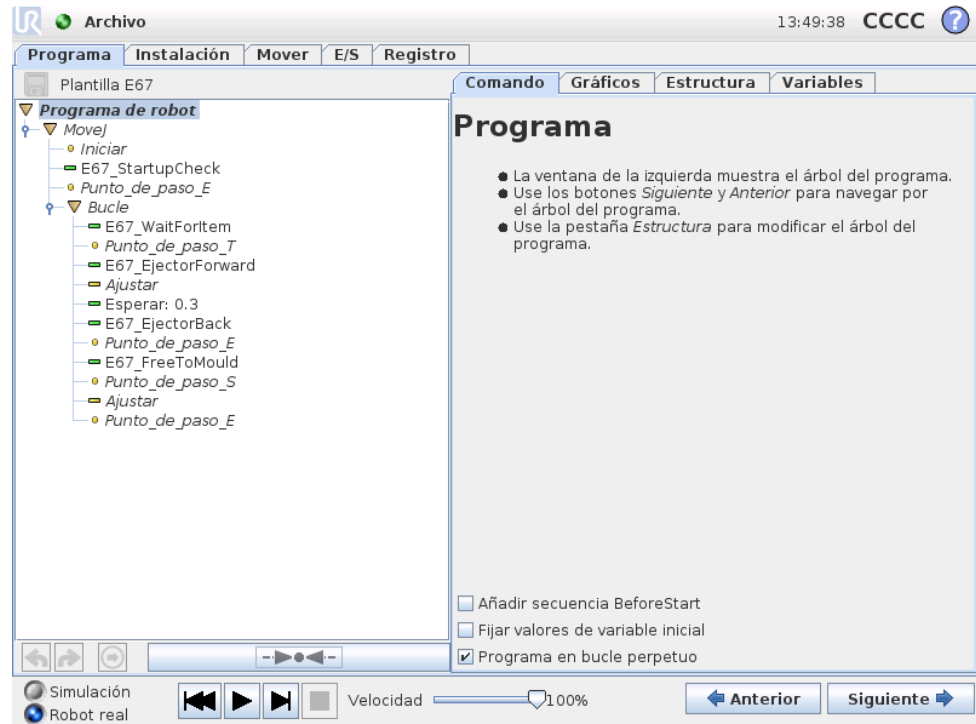 UR Archivo 13:49:38 CCCC ?
Programa Instalación Mover E/S Registro
Plantilla E67
Programa de robot
MoveJ
Iniciar
E67_StartupCheck
Punto_de_paso_E
Bucle
E67_WaitForItem
Punto_de_paso_T
E67_EjectorForward
Ajustar
Esperar: 0.3
E67_EjectorBack
Punto_de_paso_E
E67_FreeToMould
Punto_de_paso_S
Ajustar
Punto_de_paso_E
Comando Gráficos Estructura Variables
Programa
La ventana de la izquierda muestra el árbol del programa.
Use los botones Siguiente y Anterior para navegar por
el árbol del programa.
Use la pestaña Estructura para modificar el árbol del
programa.
Añadir secuencia BeforeStart
Fijar valores de variable inicial
Programa en bucle perpetuo
Simulación
Robot real
Velocidad 100%
Anterior Siguiente